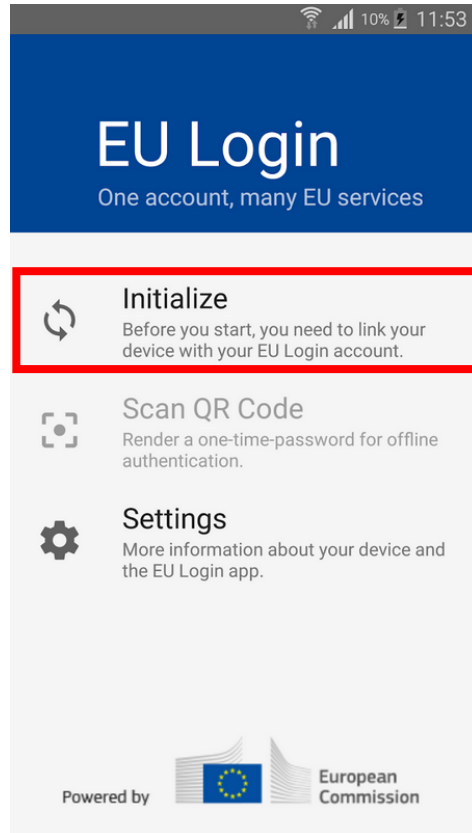 10% 11:53
EU Login
One account, many EU services
Initialize
Before you start, you need to link your
device with your EU Login account.
Scan QR Code
Render a one-time-password for offline
authentication.
Settings
More information about your device and
the EU Login app.
Powered by
European
Commission